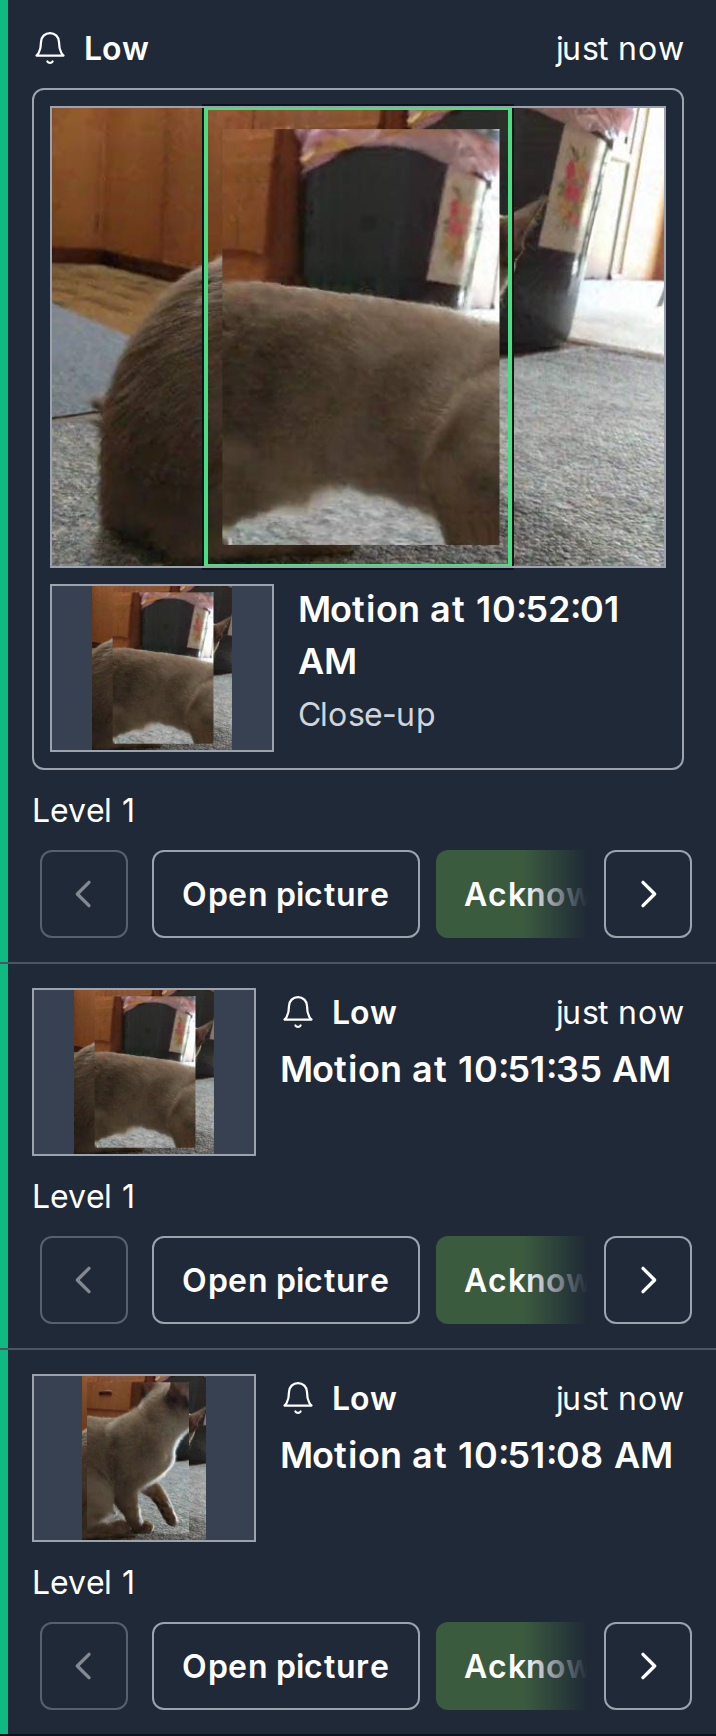 Low
just now
Motion at 10:52:01
AM
Close-up
Level 1
Open picture
Acknow
Low
just now
Motion at 10:51:35 AM
Level 1
Open picture
Acknow
Low
just now
Motion at 10:51:08 AM
Level 1
Open picture
Acknow